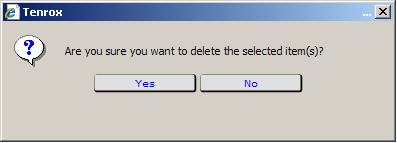 Tenrox ...
Are you sure you want to delete the selected item(s)?
Yes No